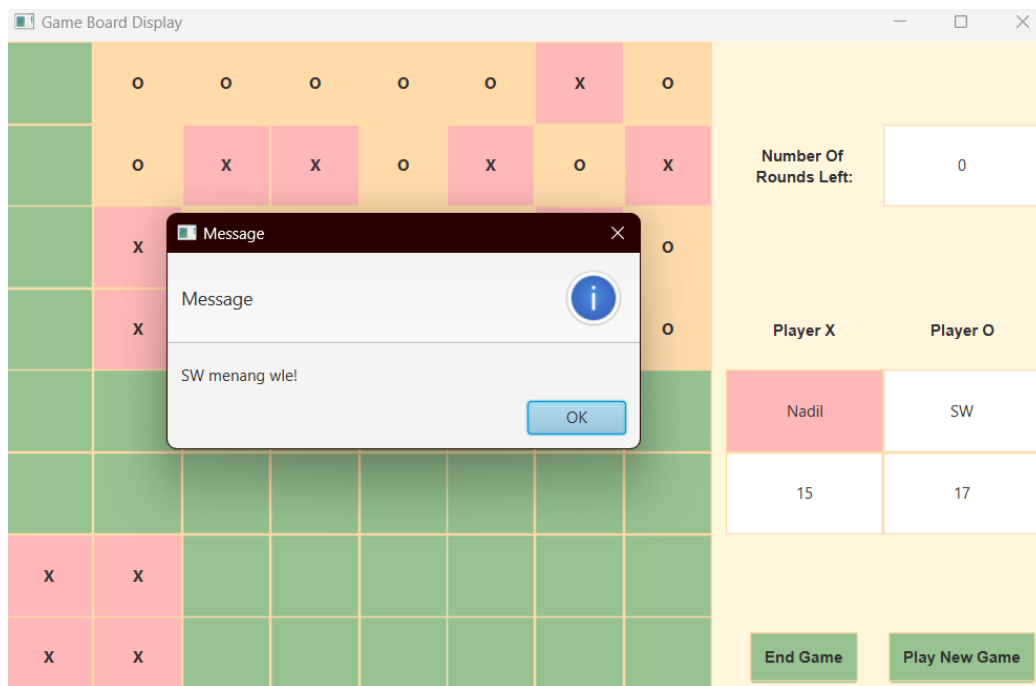 Game Board Display
O O O O O X O
O X X O X O X
Number Of
Rounds Left:
0
X O
Message
Message
SW menang wle!
OK
X O
Player X Player O
Nadil SW
15 17
X X
X X
End Game Play New Game